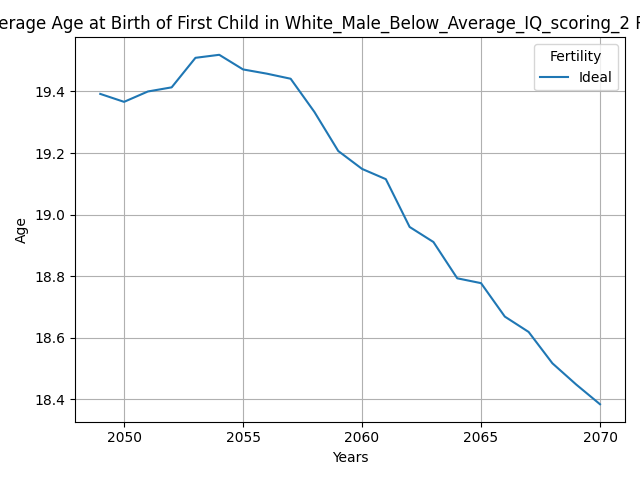 erage Age at Birth of First Child in White_Male_Below_Average_IQ_scoring_2
Fertility
Ideal
19.4
19.2
19.0
18.8
18.6
18.4
Age
2050 2055 2060 2065 2070
Years